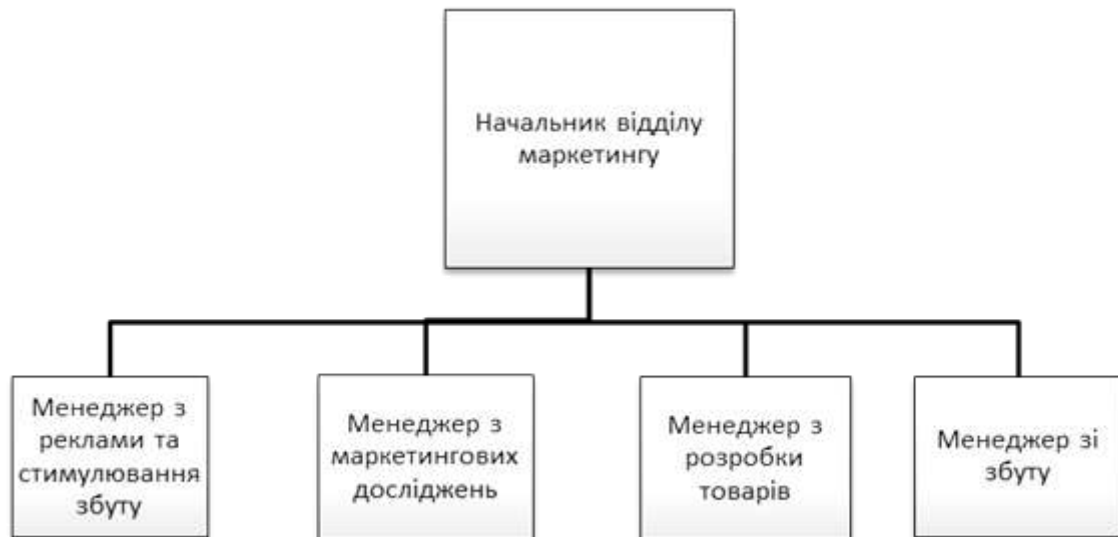 Начальник відділу
маркетингу
Менеджер з
реклами та
стимулювання
збуту
Менеджер з
маркетингових
досліджень
Менеджер з
розробки
товарів
Менеджер зі
збуту